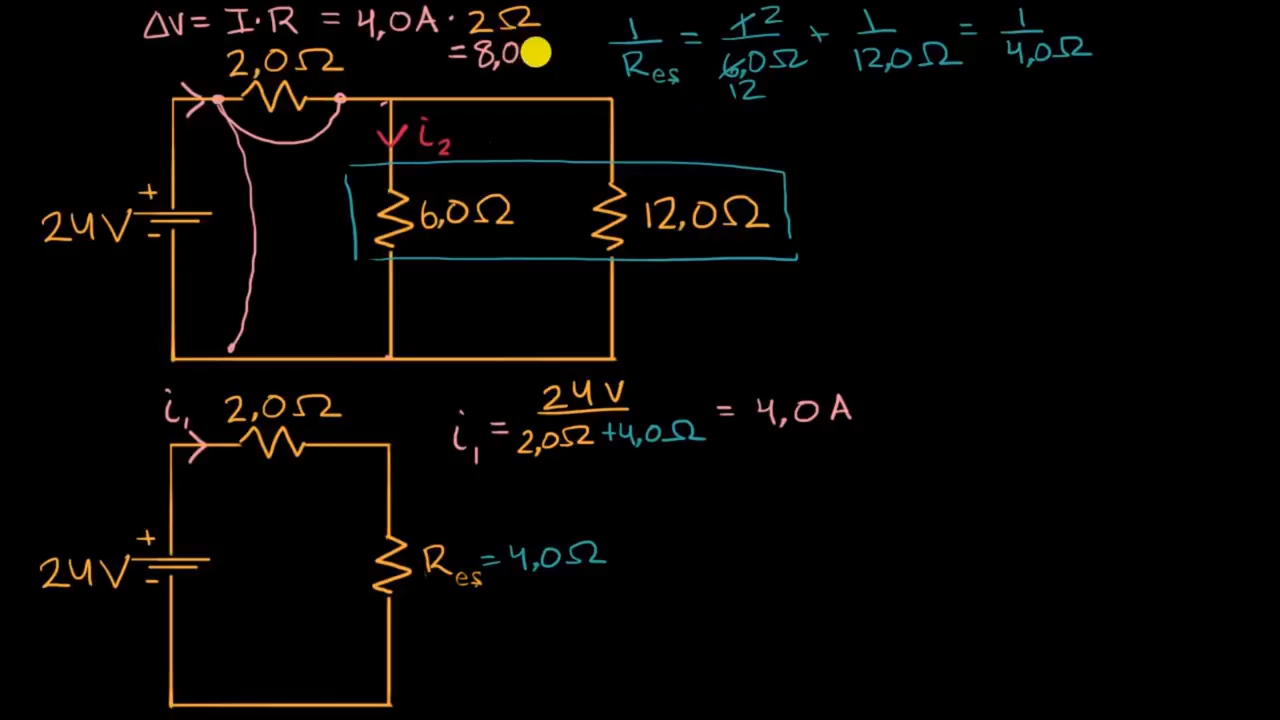 ΔV = I·R = 4,0A · 2Ω
= 8,0
1/R_es = 1̶ 2/6̶,0Ω 12 + 1/12,0Ω = 1/4,0Ω
2,0Ω
i₂
+
24V
-
6,0Ω
12,0Ω
i₁
2,0Ω
i₁ = 24V/2,0Ω+4,0Ω = 4,0A
+
24V
-
R_es = 4,0Ω